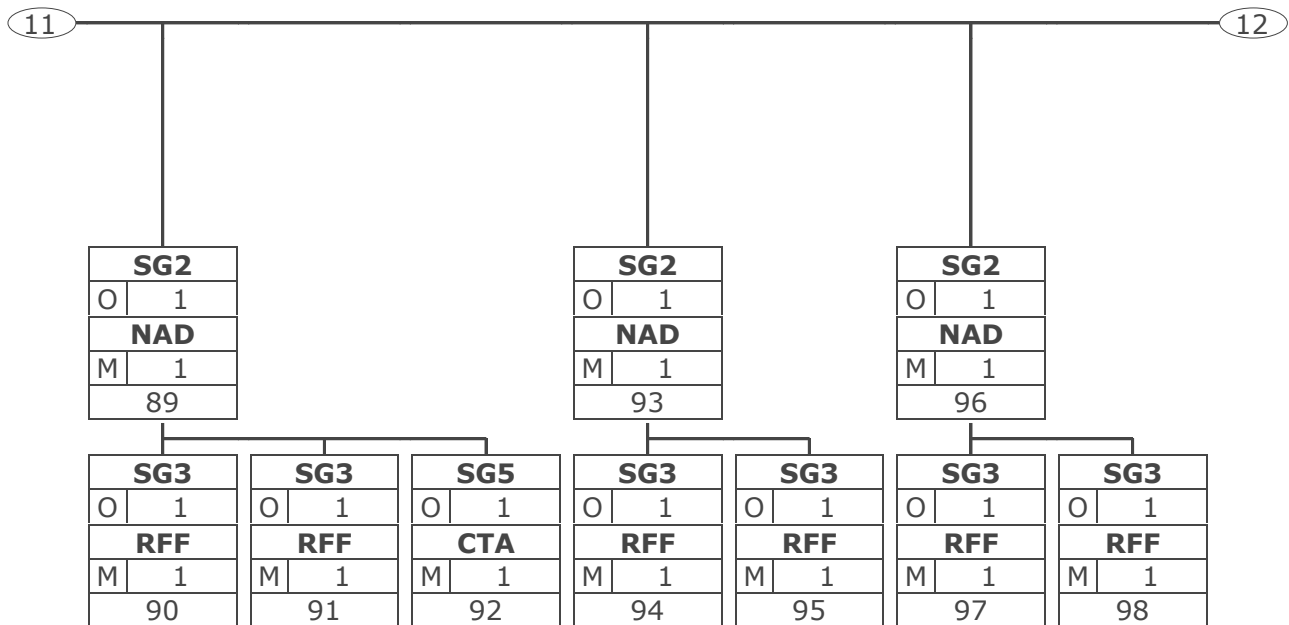 11 12
SG2 SG2 SG2
O 1 O 1 O 1
NAD NAD NAD
M 1 M 1 M 1
89 93 96
SG3 SG3 SG5 SG3 SG3 SG3 SG3
O 1 O 1 O 1 O 1 O 1 O 1 O 1
RFF RFF CTA RFF RFF RFF RFF
M 1 M 1 M 1 M 1 M 1 M 1 M 1
90 91 92 94 95 97 98